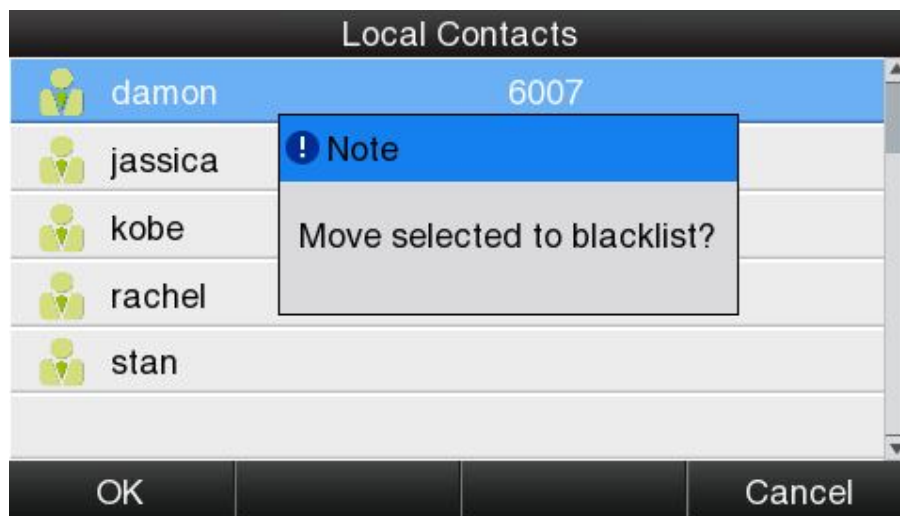 Local Contacts
damon 6007
jassica
Note
kobe
Move selected to blacklist?
rachel
stan
OK Cancel